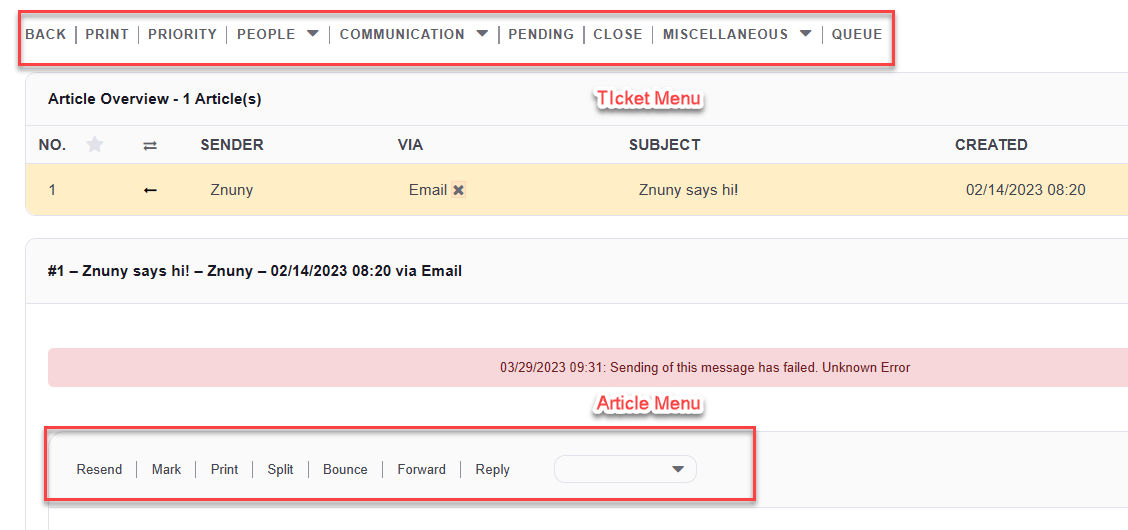 BACK | PRINT | PRIORITY | PEOPLE | COMMUNICATION | PENDING | CLOSE | MISCELLANEOUS | QUEUE
Article Overview - 1 Article(s)
TIcket Menu
NO. SENDER VIA SUBJECT CREATED
1 Znuny Email Znuny says hi! 02/14/2023 08:20
#1 – Znuny says hi! – Znuny – 02/14/2023 08:20 via Email
03/29/2023 09:31: Sending of this message has failed. Unknown Error
Article Menu
Resend | Mark | Print | Split | Bounce | Forward | Reply